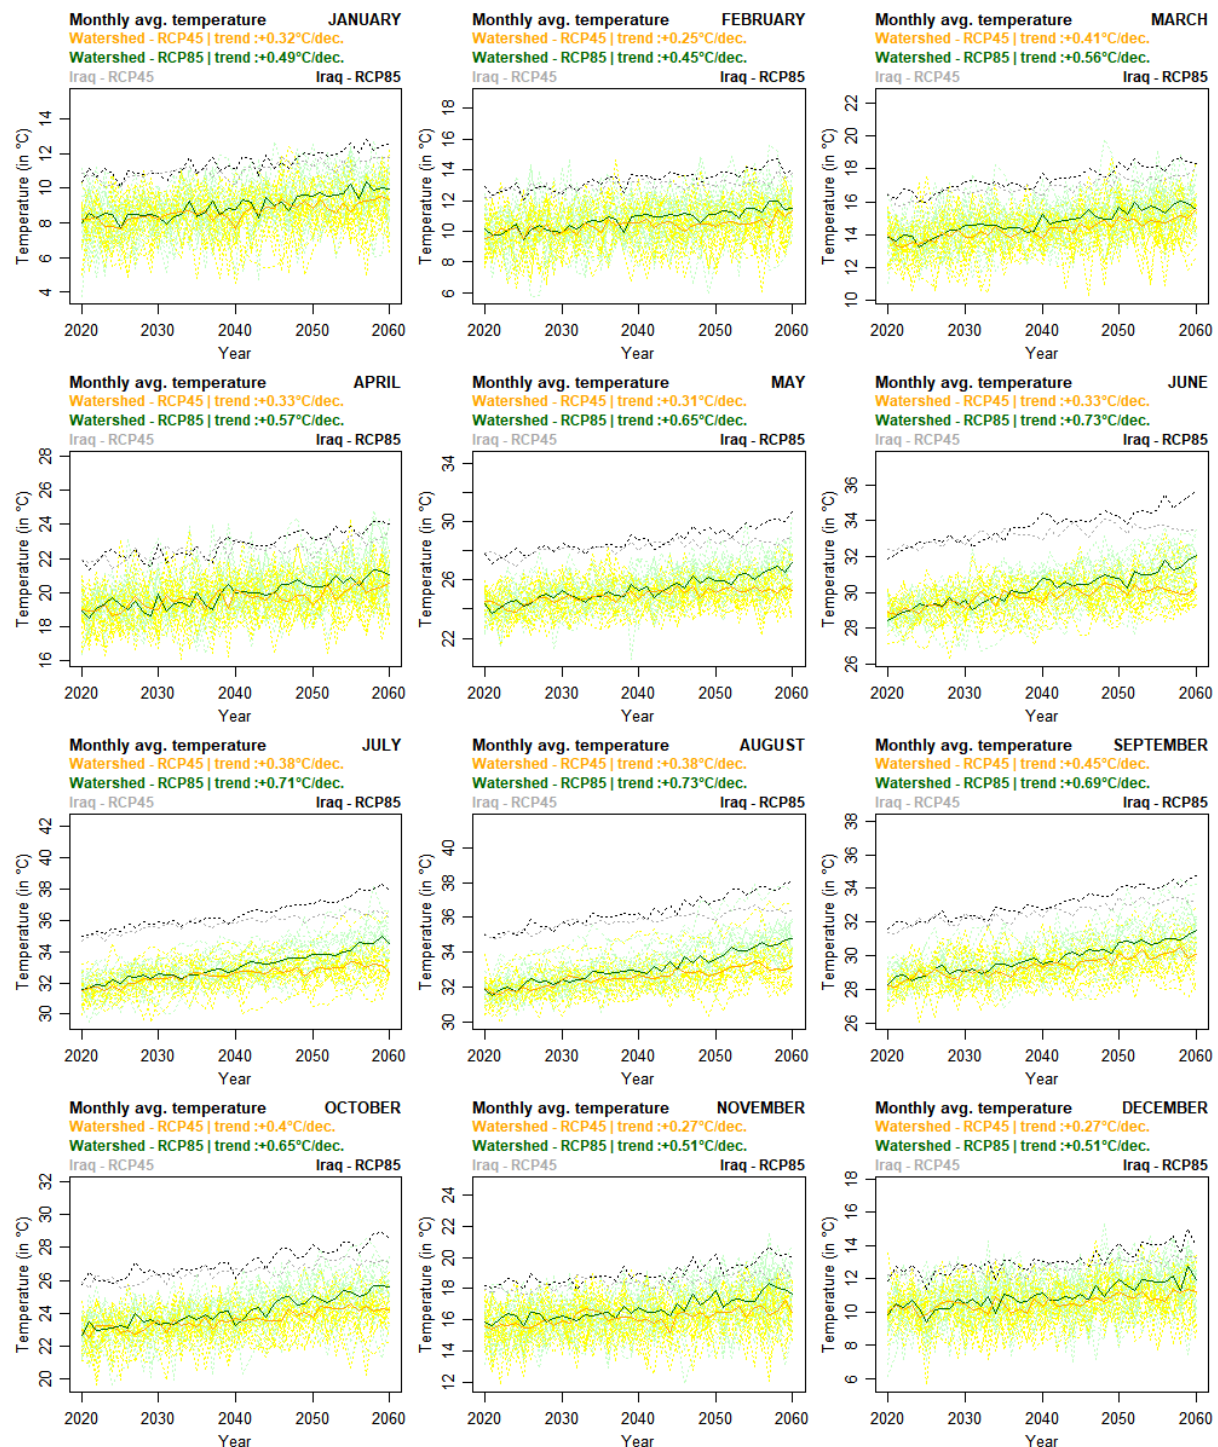 Monthly avg. temperature JANUARY
Watershed - RCP45 | trend :+0.32°C/dec.
Watershed - RCP85 | trend :+0.49°C/dec.
Iraq - RCP45 Iraq - RCP85
Temperature (in °C)
14
12
10
8
6
4
2020 2030 2040 2050 2060
Year
Monthly avg. temperature FEBRUARY
Watershed - RCP45 | trend :+0.25°C/dec.
Watershed - RCP85 | trend :+0.45°C/dec.
Iraq - RCP45 Iraq - RCP85
Temperature (in °C)
18
16
14
12
10
8
6
2020 2030 2040 2050 2060
Year
Monthly avg. temperature MARCH
Watershed - RCP45 | trend :+0.41°C/dec.
Watershed - RCP85 | trend :+0.56°C/dec.
Iraq - RCP45 Iraq - RCP85
Temperature (in °C)
22
20
18
16
14
12
10
2020 2030 2040 2050 2060
Year
Monthly avg. temperature APRIL
Watershed - RCP45 | trend :+0.33°C/dec.
Watershed - RCP85 | trend :+0.57°C/dec.
Iraq - RCP45 Iraq - RCP85
Temperature (in °C)
28
26
24
22
20
18
16
2020 2030 2040 2050 2060
Year
Monthly avg. temperature MAY
Watershed - RCP45 | trend :+0.31°C/dec.
Watershed - RCP85 | trend :+0.65°C/dec.
Iraq - RCP45 Iraq - RCP85
Temperature (in °C)
34
30
26
22
2020 2030 2040 2050 2060
Year
Monthly avg. temperature JUNE
Watershed - RCP45 | trend :+0.33°C/dec.
Watershed - RCP85 | trend :+0.73°C/dec.
Iraq - RCP45 Iraq - RCP85
Temperature (in °C)
36
34
32
30
28
26
2020 2030 2040 2050 2060
Year
Monthly avg. temperature JULY
Watershed - RCP45 | trend :+0.38°C/dec.
Watershed - RCP85 | trend :+0.71°C/dec.
Iraq - RCP45 Iraq - RCP85
Temperature (in °C)
42
40
38
36
34
32
30
2020 2030 2040 2050 2060
Year
Monthly avg. temperature AUGUST
Watershed - RCP45 | trend :+0.38°C/dec.
Watershed - RCP85 | trend :+0.73°C/dec.
Iraq - RCP45 Iraq - RCP85
Temperature (in °C)
40
38
36
34
32
30
2020 2030 2040 2050 2060
Year
Monthly avg. temperature SEPTEMBER
Watershed - RCP45 | trend :+0.45°C/dec.
Watershed - RCP85 | trend :+0.69°C/dec.
Iraq - RCP45 Iraq - RCP85
Temperature (in °C)
38
36
34
32
30
28
26
2020 2030 2040 2050 2060
Year
Monthly avg. temperature OCTOBER
Watershed - RCP45 | trend :+0.4°C/dec.
Watershed - RCP85 | trend :+0.65°C/dec.
Iraq - RCP45 Iraq - RCP85
Temperature (in °C)
32
30
28
26
24
22
20
2020 2030 2040 2050 2060
Year
Monthly avg. temperature NOVEMBER
Watershed - RCP45 | trend :+0.27°C/dec.
Watershed - RCP85 | trend :+0.51°C/dec.
Iraq - RCP45 Iraq - RCP85
Temperature (in °C)
24
22
20
18
16
14
12
2020 2030 2040 2050 2060
Year
Monthly avg. temperature DECEMBER
Watershed - RCP45 | trend :+0.27°C/dec.
Watershed - RCP85 | trend :+0.51°C/dec.
Iraq - RCP45 Iraq - RCP85
Temperature (in °C)
18
16
14
12
10
8
6
2020 2030 2040 2050 2060
Year